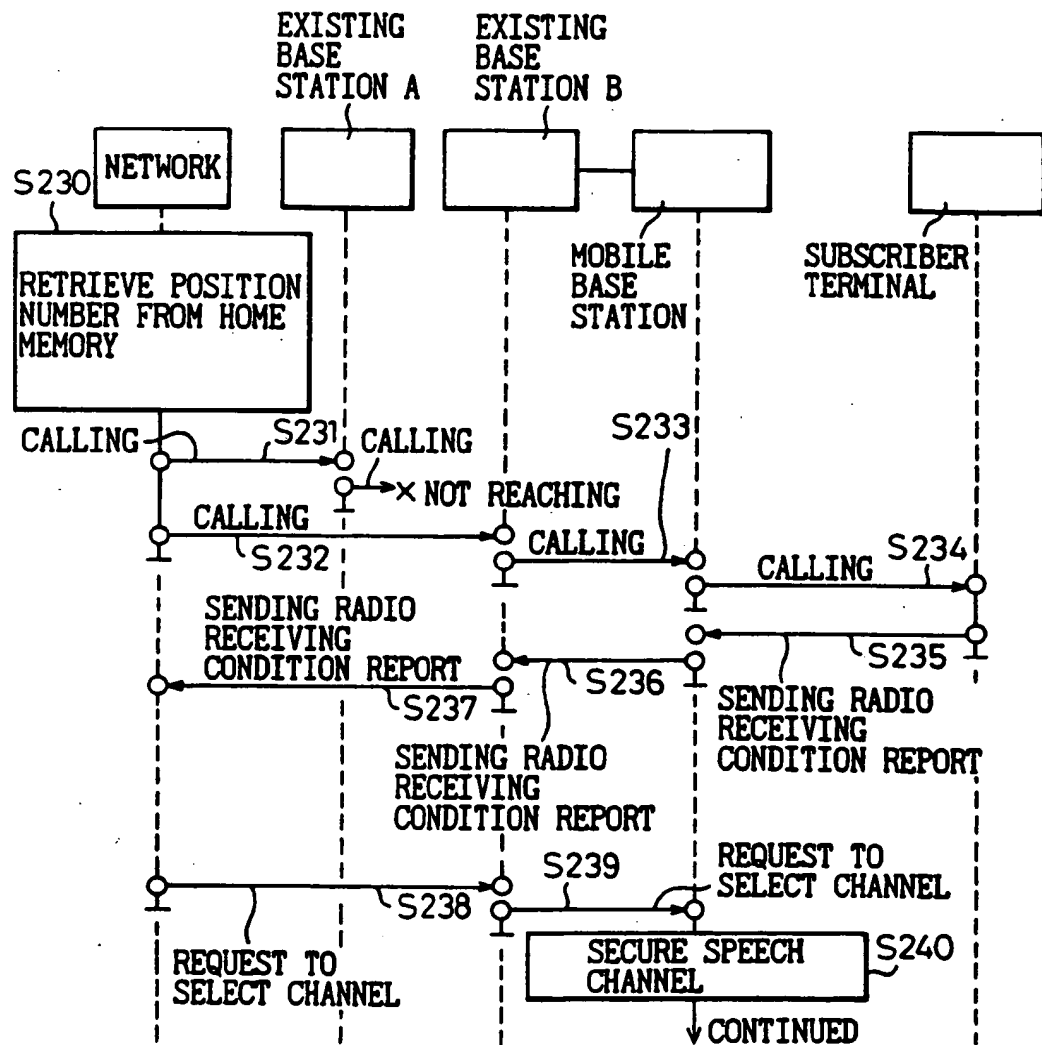 EXISTING
BASE
STATION A
EXISTING
BASE
STATION B
S230
NETWORK
MOBILE
BASE
STATION
SUBSCRIBER
TERMINAL
RETRIEVE POSITION
NUMBER FROM HOME
MEMORY
CALLING
S231
CALLING
S233
× NOT REACHING
CALLING
S232
CALLING
CALLING
S234
SENDING RADIO
RECEIVING
CONDITION REPORT
S235
S236
S237
SENDING RADIO
RECEIVING
CONDITION REPORT
SENDING RADIO
RECEIVING
CONDITION REPORT
S238
S239
REQUEST TO
SELECT CHANNEL
REQUEST TO
SELECT CHANNEL
SECURE SPEECH
CHANNEL
S240
CONTINUED